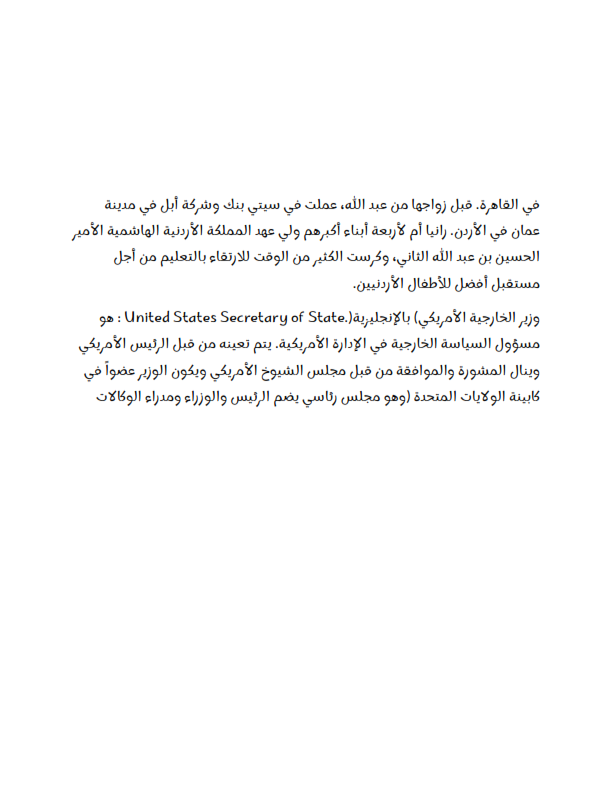 في القاهرة. قبل زواجها من عبد الله، عملت في سيتي بنك وشركة أبل في مدينة
عمان في الأردن. رانيا أم لأربعة أبناء أكبرهم ولي عهد المملكة الأردنية الهاشمية الأمير
الحسين بن عبد الله الثاني، وكرست الكثير من الوقت للارتقاء بالتعليم من أجل
مستقبل أفضل للأطفال الأردنيين.
وزير الخارجية الأمريكي) بالإنجليزية(.United States Secretary of State : هو
مسؤول السياسة الخارجية في الإدارة الأمريكية. يتم تعينه من قبل الرئيس الأمريكي
وينال المشورة والموافقة من قبل مجلس الشيوخ الأمريكي ويكون الوزير عضواً في
كابينة الولايات المتحدة (وهو مجلس رئاسي يضم الرئيس والوزراء ومدراء الوكالات